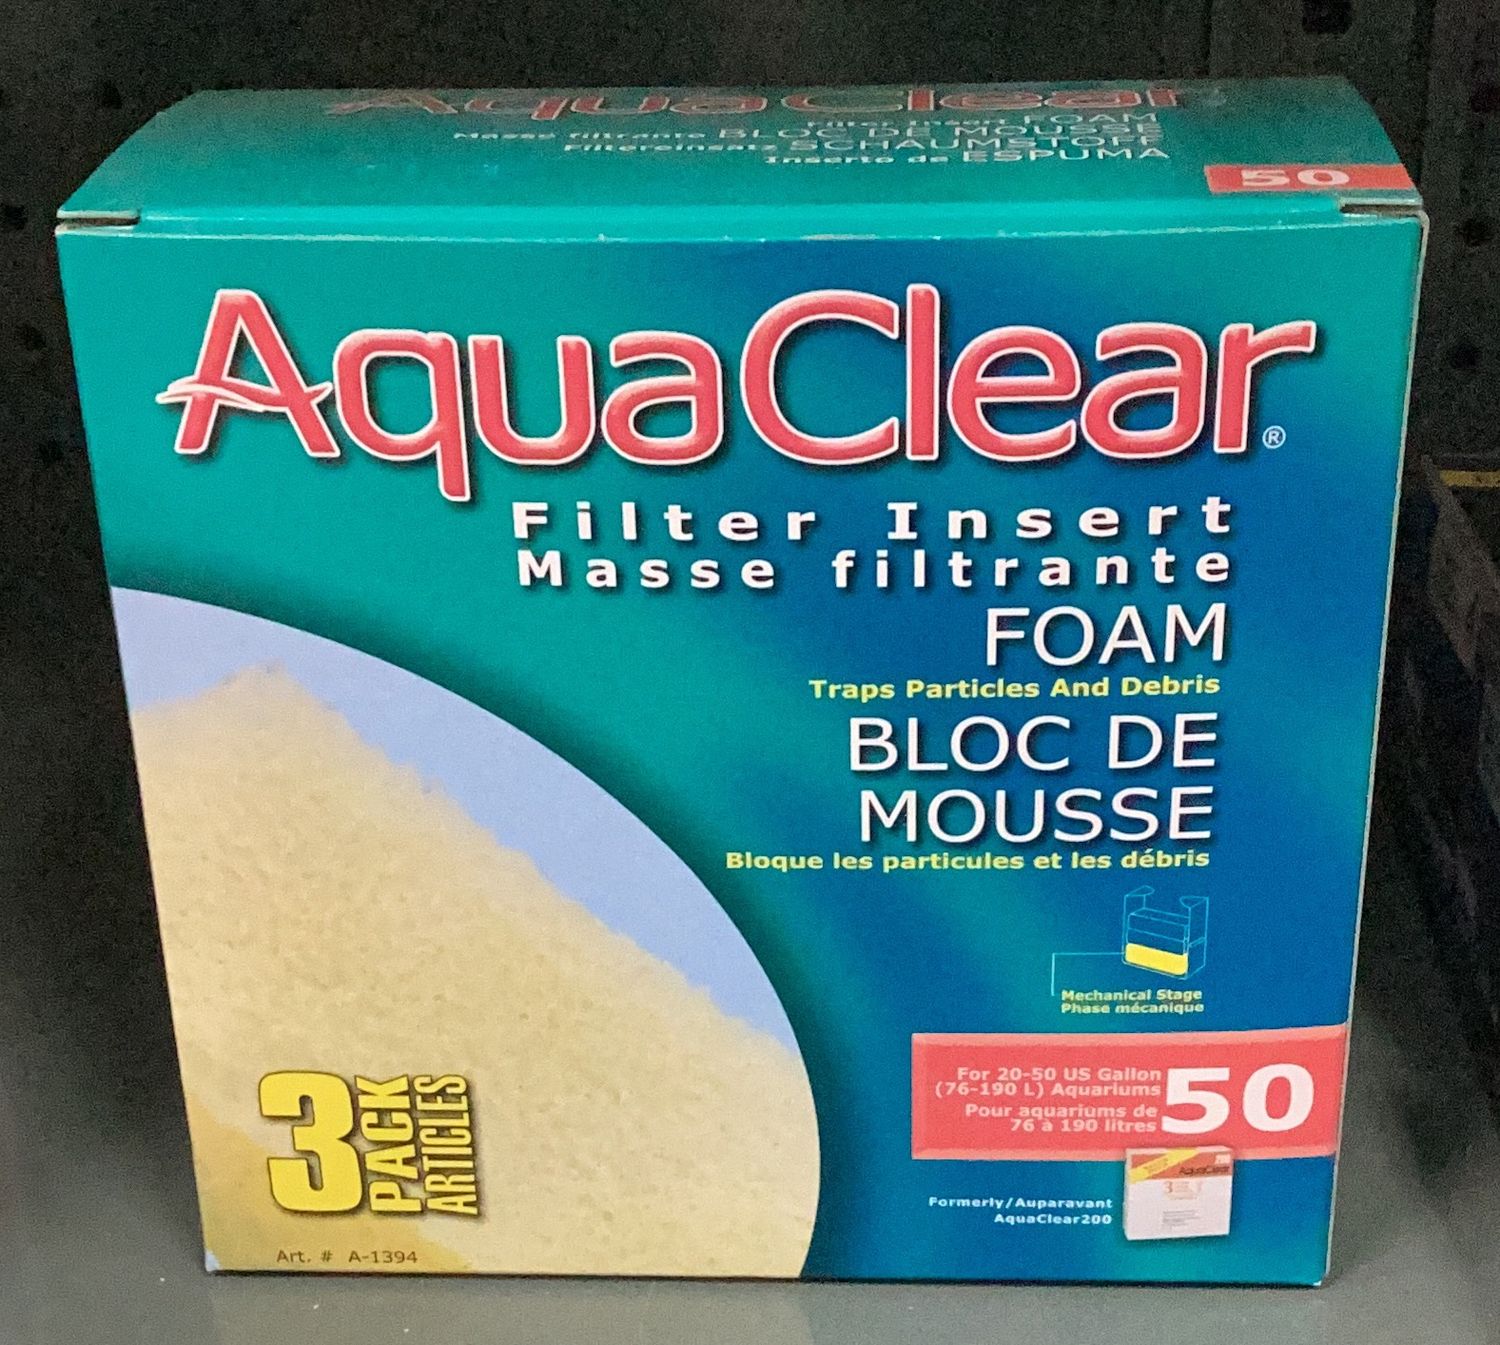 AquaClear
Filter Insert FOAM
Masse filtrante BLOC DE MOUSSE
Filtereinsatz SCHAUMSTOFF
Inserto de ESPUMA
50
AquaClear®
Filter Insert
Masse filtrante
FOAM
Traps Particles And Debris
BLOC DE
MOUSSE
Bloque les particules et les débris
Mechanical Stage
Phase mécanique
For 20-50 US Gallon
(76-190 L) Aquariums
Pour aquariums de
76 à 190 litres
50
Formerly/Auparavant
AquaClear200
200
AquaClear
3
3
PACK
ARTICLES
Art. # A-1394